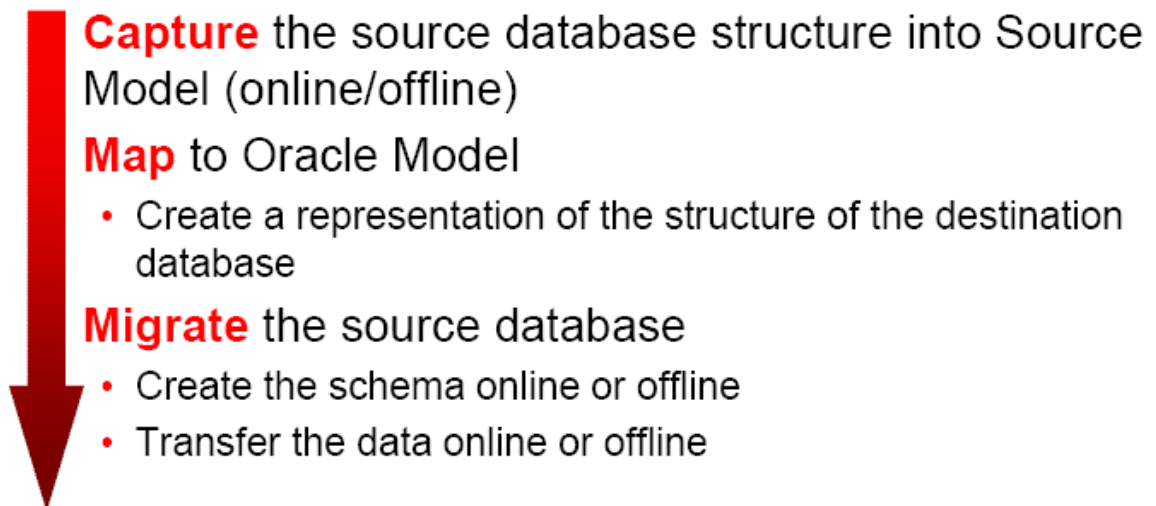 Capture the source database structure into Source
Model (online/offline)
Map to Oracle Model
• Create a representation of the structure of the destination
database
Migrate the source database
• Create the schema online or offline
• Transfer the data online or offline